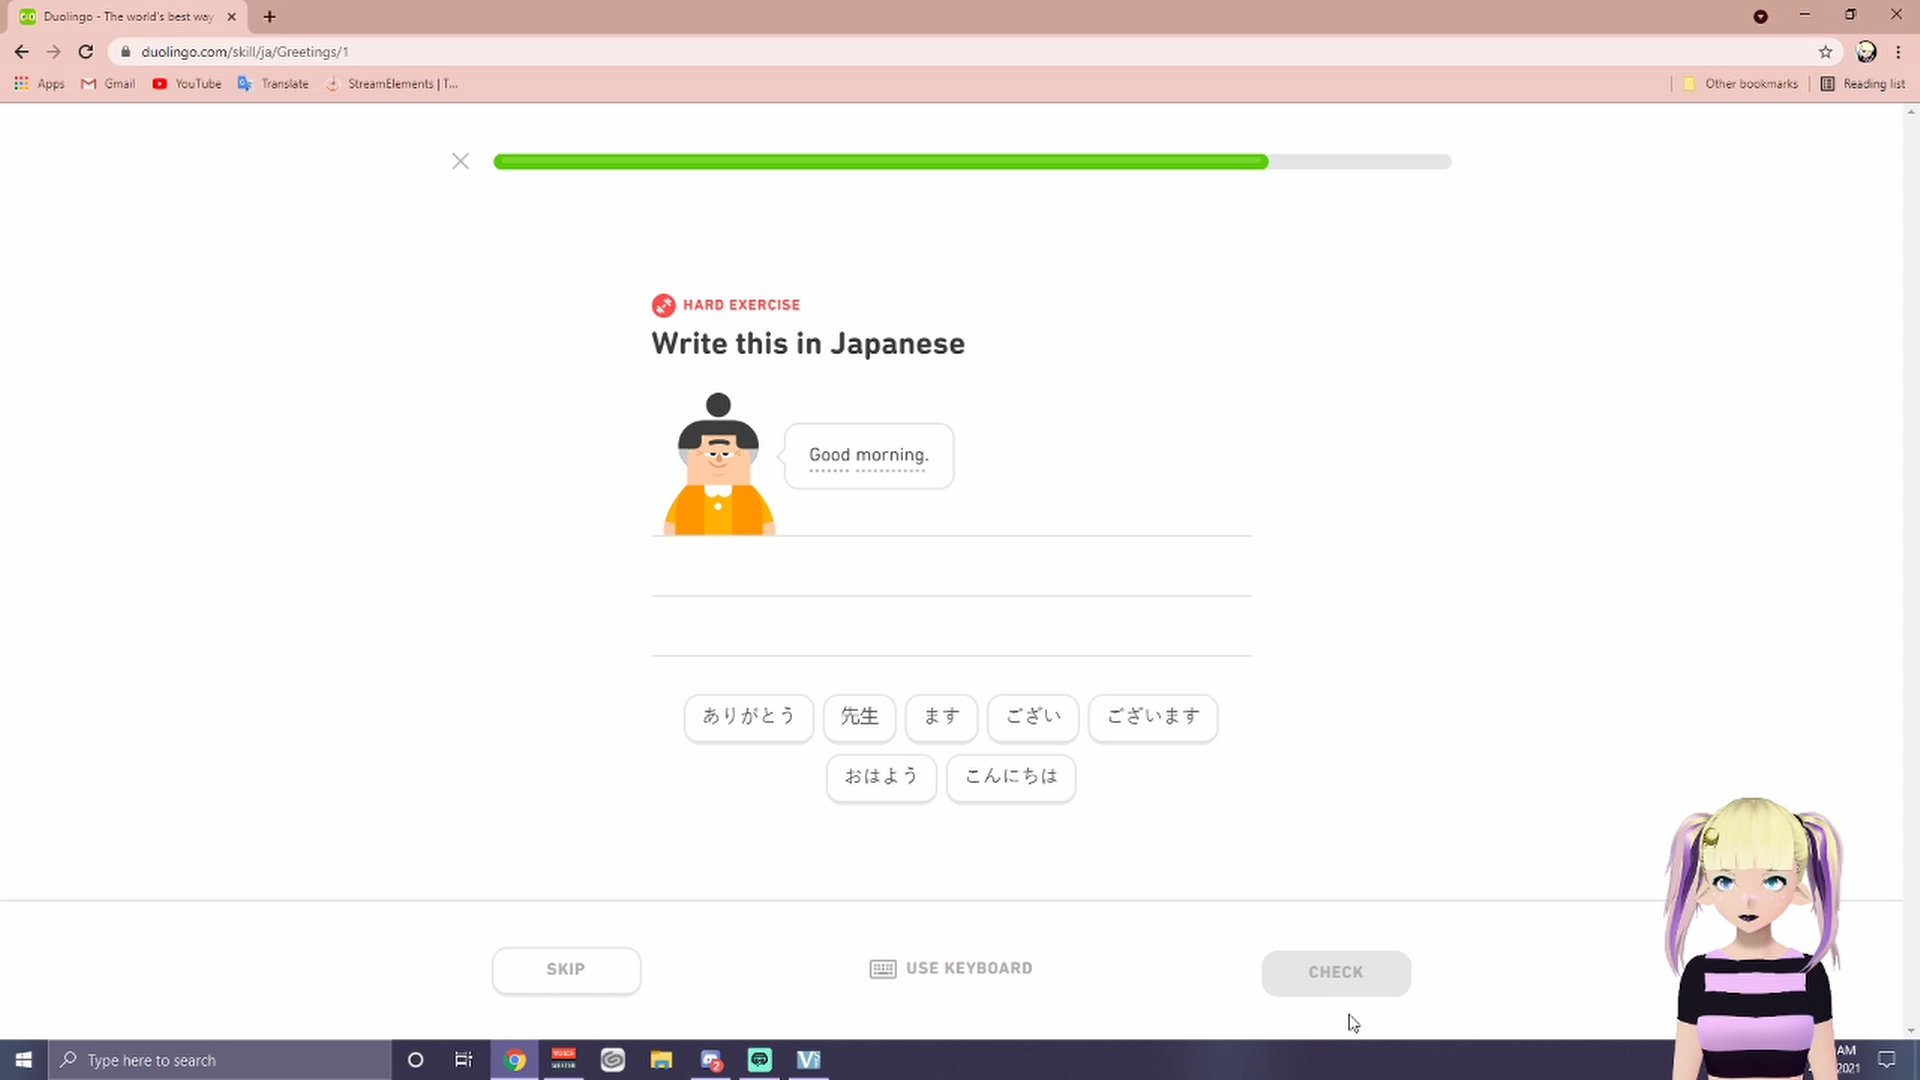 Duolingo - The world's best way
duolingo.com/skill/ja/Greetings/1
Apps Gmail YouTube Translate StreamElements | T... Other bookmarks Reading list
HARD EXERCISE
Write this in Japanese
Good morning.
ありがとう 先生 ます ござい ございます
おはよう こんにちは
SKIP USE KEYBOARD CHECK
Type here to search
AM
2021